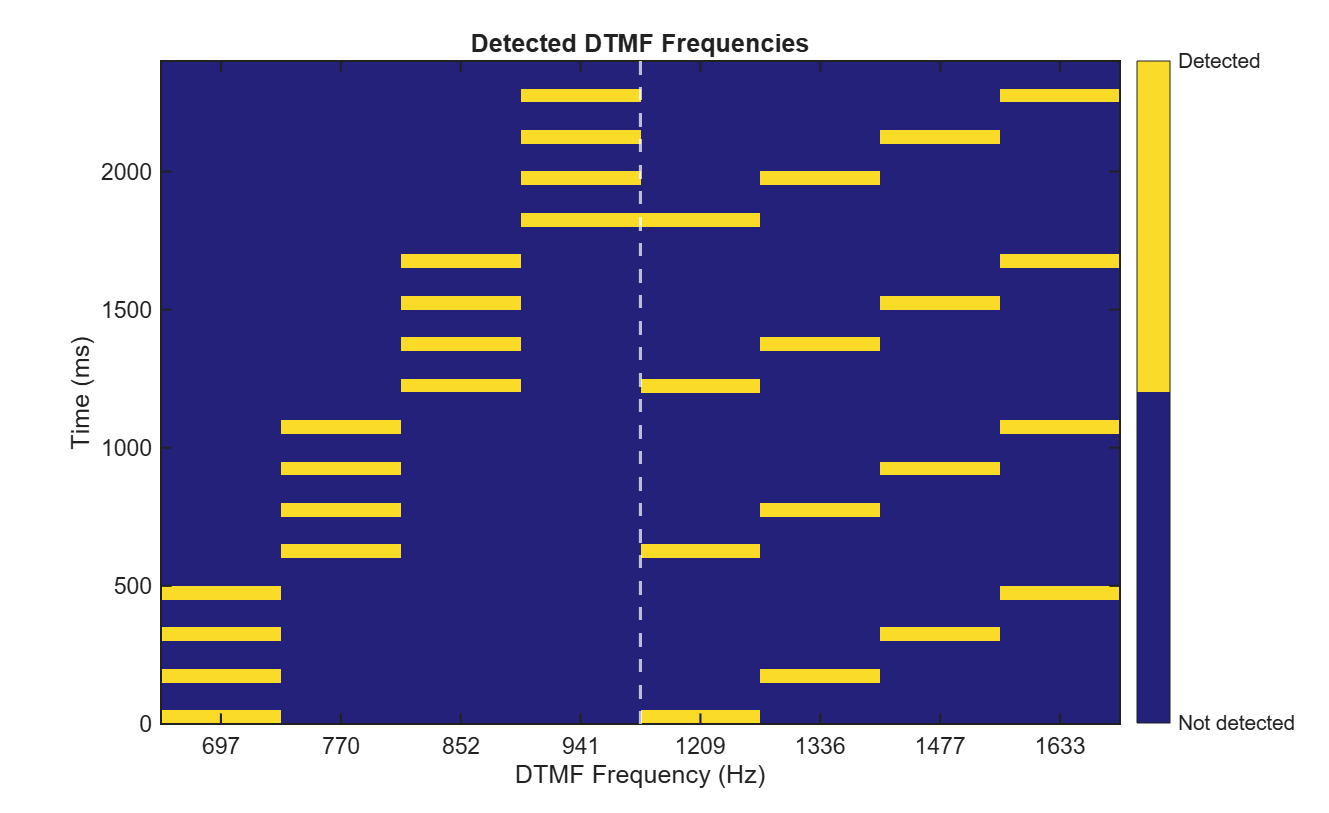 Detected DTMF Frequencies
Detected
2000
1500
1000
500
0
Time (ms)
Not detected
697 770 852 941 1209 1336 1477 1633
DTMF Frequency (Hz)